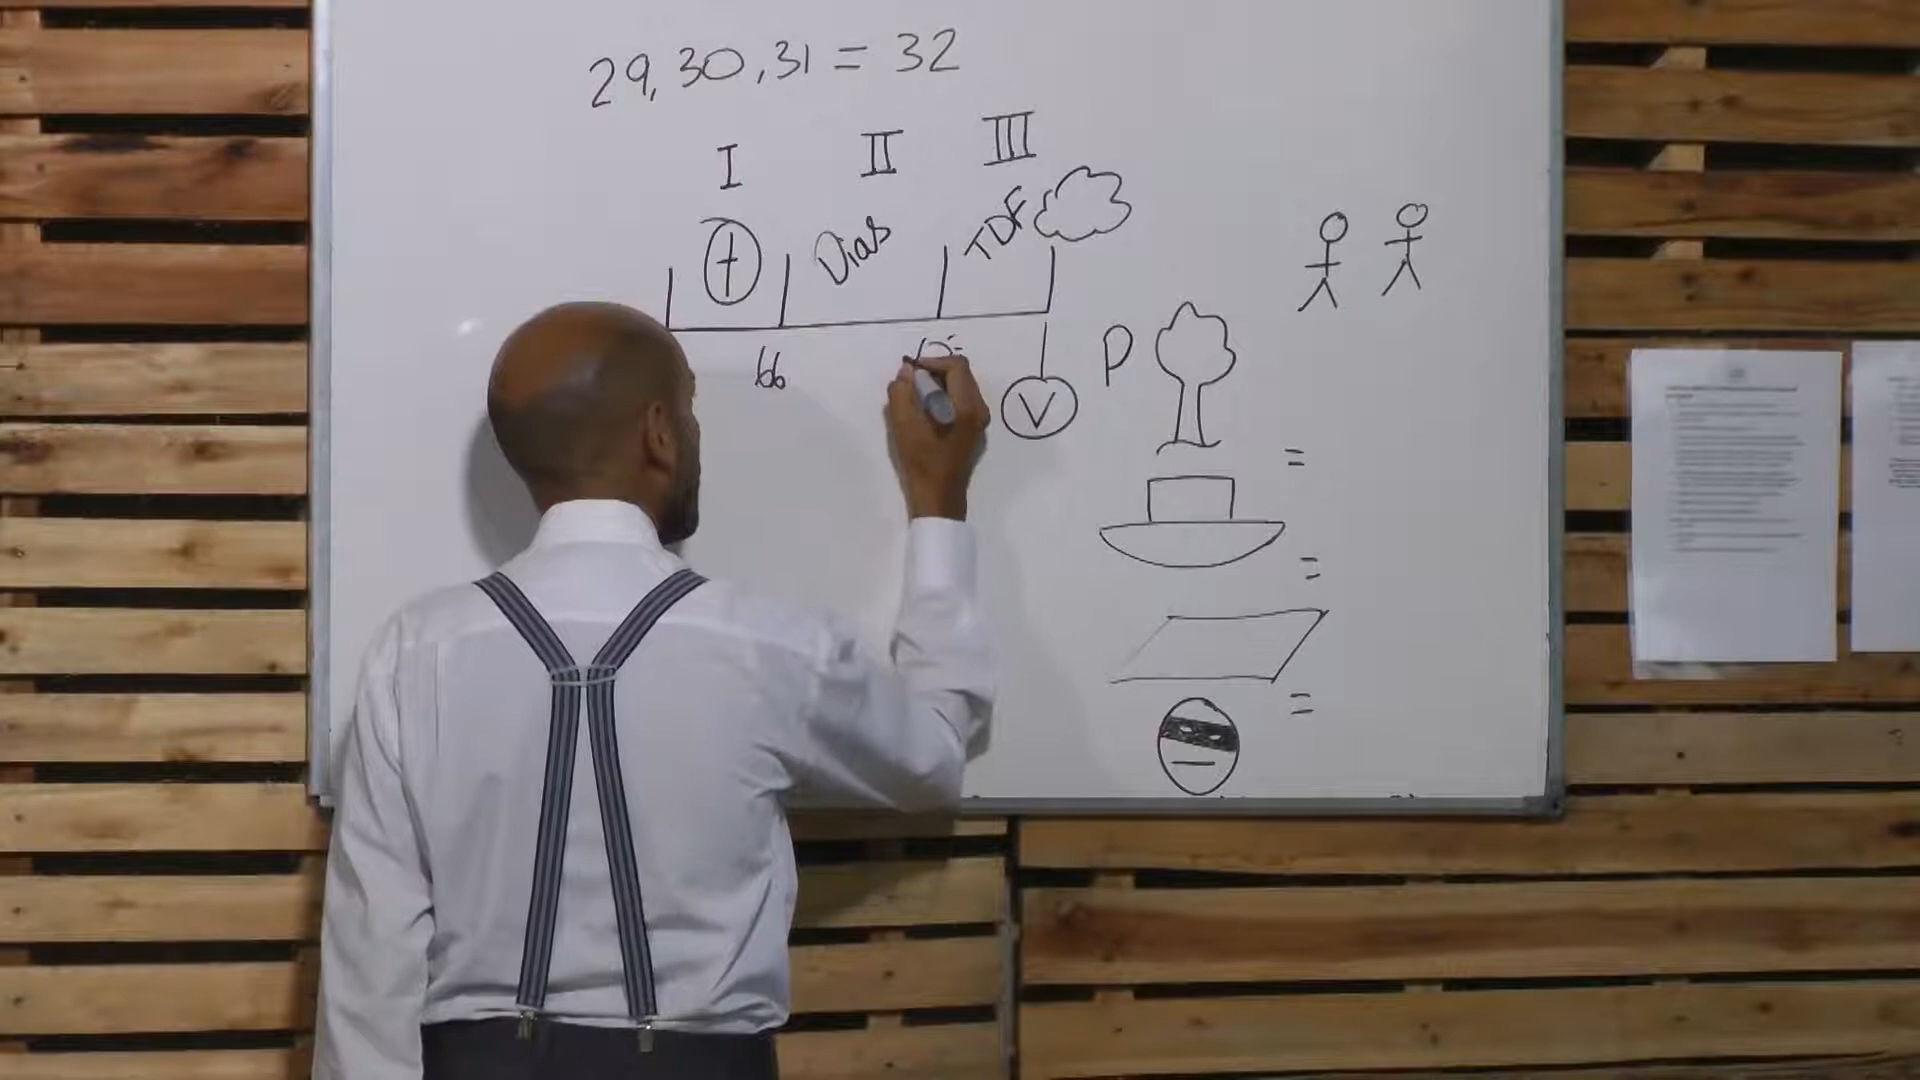 29, 30, 31 = 32
I II III
t Dias TDF
66
V P
=
=
=